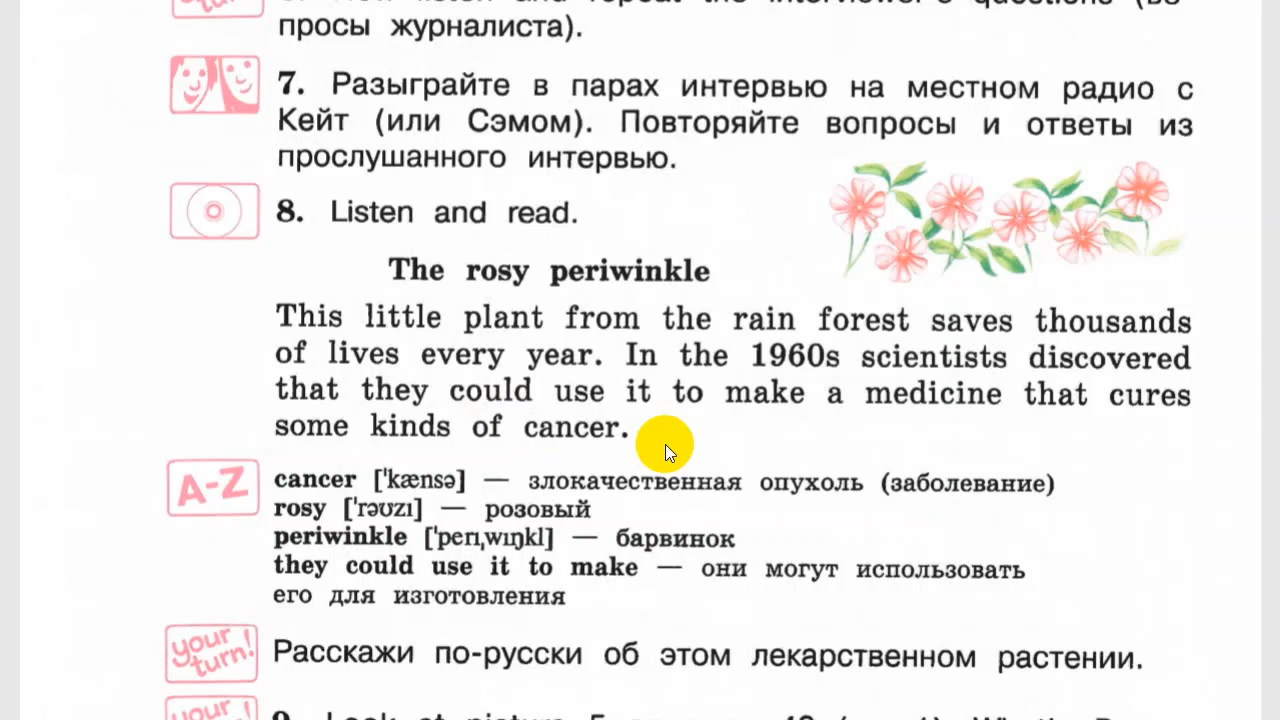 просы журналиста).
your turn!
7. Разыграйте в парах интервью на местном радио с
Кейт (или Сэмом). Повторяйте вопросы и ответы из
прослушанного интервью.
8. Listen and read.
The rosy periwinkle
This little plant from the rain forest saves thousands
of lives every year. In the 1960s scientists discovered
that they could use it to make a medicine that cures
some kinds of cancer.
A-Z
cancer [ˈkænsə] — злокачественная опухоль (заболевание)
rosy [ˈrəʊzɪ] — розовый
periwinkle [ˈperɪˌwɪŋkl] — барвинок
they could use it to make — они могут использовать
его для изготовления
your turn!
Расскажи по-русски об этом лекарственном растении.
your